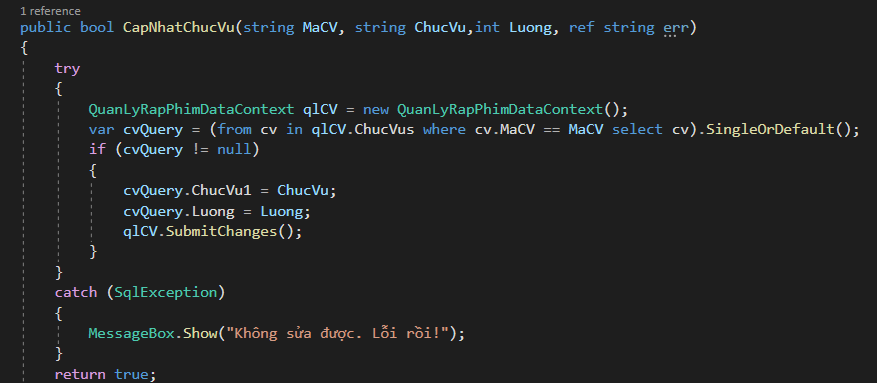 1 reference
public bool CapNhatChucVu(string MaCV, string ChucVu,int Luong, ref string err)
{
try
{
QuanLyRapPhimDataContext qlCV = new QuanLyRapPhimDataContext();
var cvQuery = (from cv in qlCV.ChucVus where cv.MaCV == MaCV select cv).SingleOrDefault();
if (cvQuery != null)
{
cvQuery.ChucVu1 = ChucVu;
cvQuery.Luong = Luong;
qlCV.SubmitChanges();
}
}
catch (SqlException)
{
MessageBox.Show("Không sửa được. Lỗi rồi!");
}
return true;